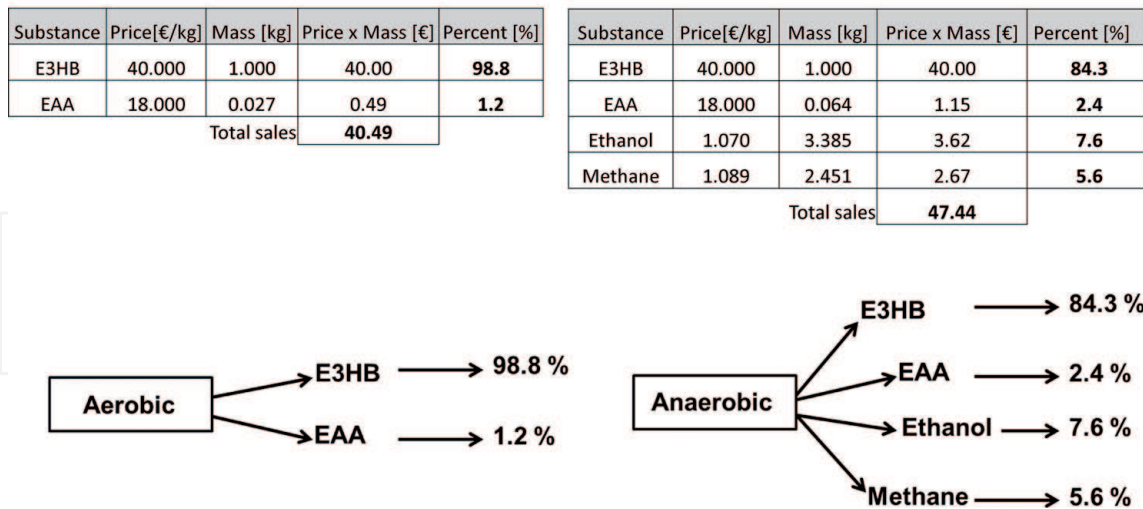 Substance Price[€/kg] Mass [kg] Price x Mass [€] Percent [%]
E3HB 40.000 1.000 40.00 98.8
EAA 18.000 0.027 0.49 1.2
Total sales 40.49
Substance Price[€/kg] Mass [kg] Price x Mass [€] Percent [%]
E3HB 40.000 1.000 40.00 84.3
EAA 18.000 0.064 1.15 2.4
Ethanol 1.070 3.385 3.62 7.6
Methane 1.089 2.451 2.67 5.6
Total sales 47.44
Aerobic
E3HB 98.8 %
EAA 1.2 %
Anaerobic
E3HB 84.3 %
EAA 2.4 %
Ethanol 7.6 %
Methane 5.6 %